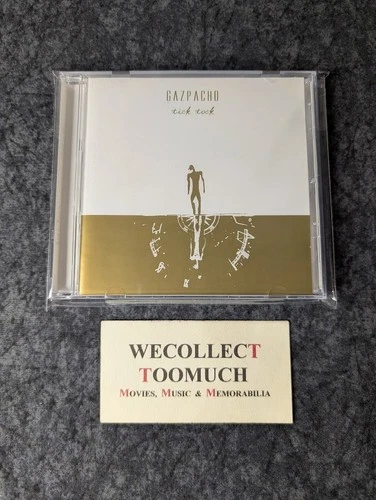 GAZPACHO
tick tock
WECOLLECT
TOOMUCH
MOVIES, MUSIC & MEMORABILIA